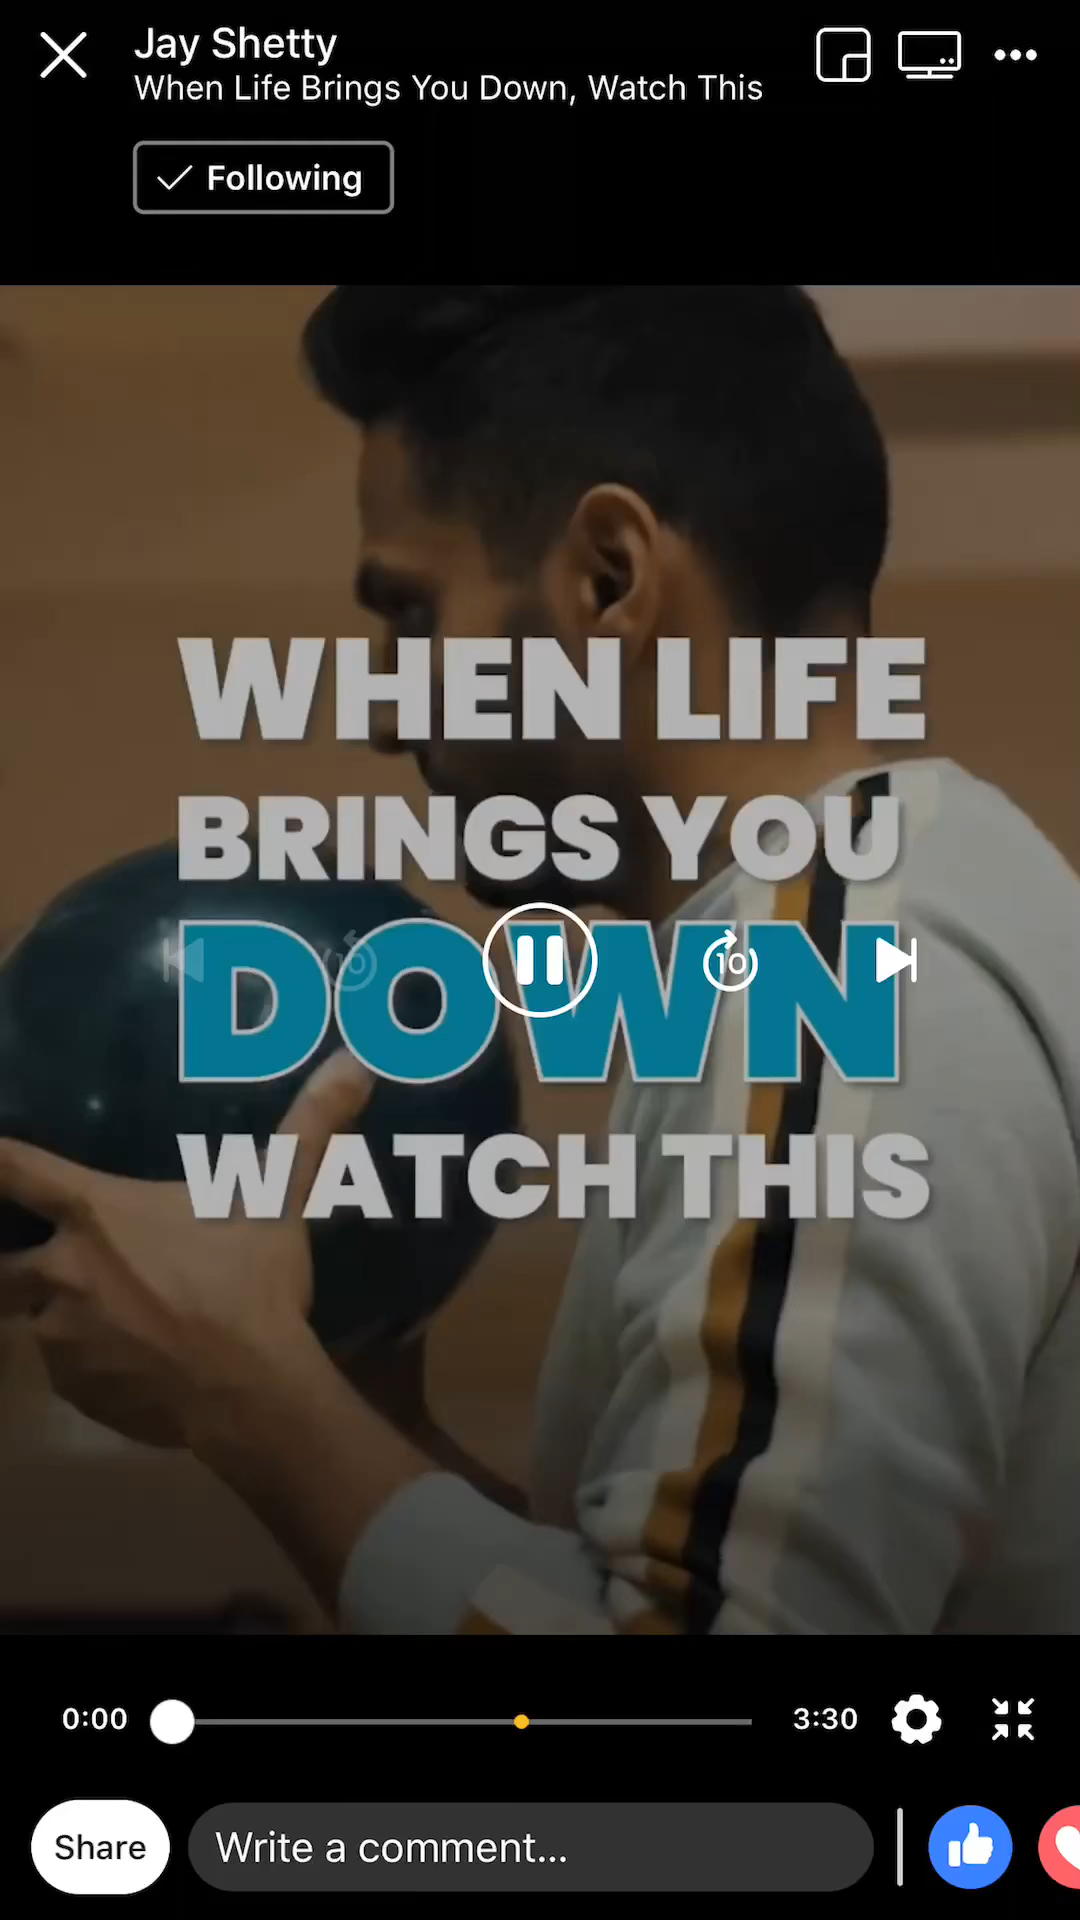 Jay Shetty
When Life Brings You Down, Watch This
Following
WHEN LIFE
BRINGS YOU
DOWN
WATCH THIS
10
10
0:00
3:30
Share
Write a comment...